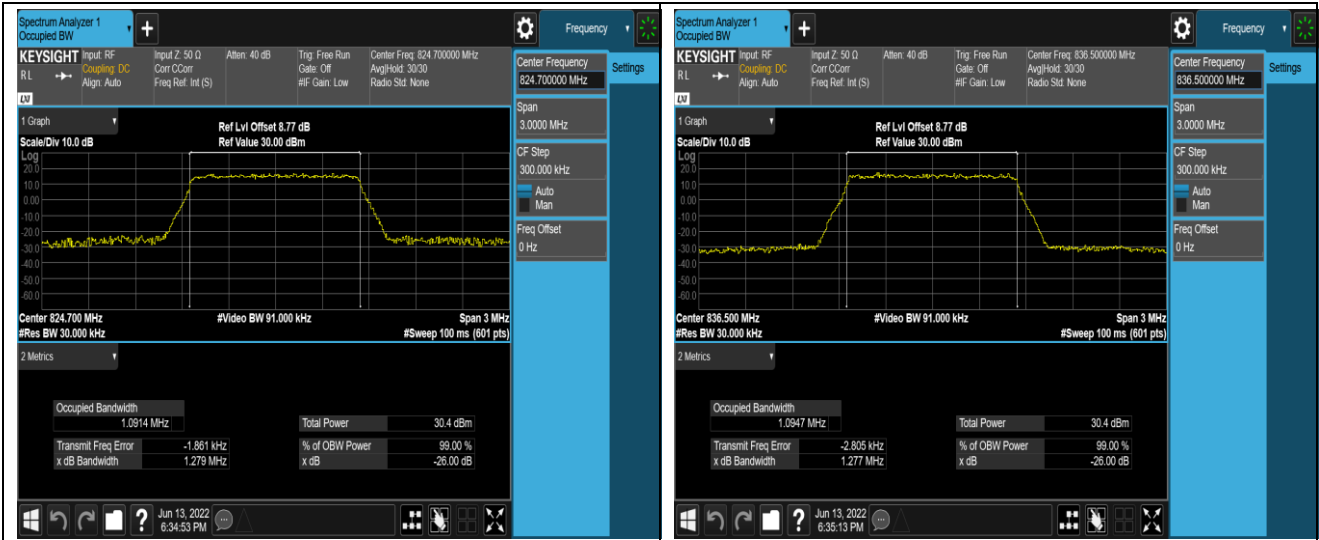 Spectrum Analyzer 1
Occupied BW
Frequency
KEYSIGHT
RL
LXI
Input: RF
Coupling: DC
Align: Auto
Input Z: 50 Ω
Corr CCorr
Freq Ref: Int (S)
Atten: 40 dB
Trig: Free Run
Gate: Off
#IF Gain: Low
Center Freq: 824.700000 MHz
Avg|Hold: 30/30
Radio Std: None
Center Frequency
824.700000 MHz
Settings
Span
3.0000 MHz
CF Step
300.000 kHz
Auto
Man
Freq Offset
0 Hz
1 Graph
Scale/Div 10.0 dB
Ref Lvl Offset 8.77 dB
Ref Value 30.00 dBm
Log
20.0
10.0
0.00
-10.0
-20.0
-30.0
-40.0
-50.0
-60.0
Center 824.700 MHz
#Video BW 91.000 kHz
Span 3 MHz
#Res BW 30.000 kHz
#Sweep 100 ms (601 pts)
2 Metrics
Occupied Bandwidth
1.0914 MHz
Total Power 30.4 dBm
Transmit Freq Error -1.861 kHz
% of OBW Power 99.00 %
x dB Bandwidth 1.279 MHz
x dB -26.00 dB
?
Jun 13, 2022
6:34:53 PM
Spectrum Analyzer 1
Occupied BW
Frequency
KEYSIGHT
RL
LXI
Input: RF
Coupling: DC
Align: Auto
Input Z: 50 Ω
Corr CCorr
Freq Ref: Int (S)
Atten: 40 dB
Trig: Free Run
Gate: Off
#IF Gain: Low
Center Freq: 836.500000 MHz
Avg|Hold: 30/30
Radio Std: None
Center Frequency
836.500000 MHz
Settings
Span
3.0000 MHz
CF Step
300.000 kHz
Auto
Man
Freq Offset
0 Hz
1 Graph
Scale/Div 10.0 dB
Ref Lvl Offset 8.77 dB
Ref Value 30.00 dBm
Log
20.0
10.0
0.00
-10.0
-20.0
-30.0
-40.0
-50.0
-60.0
Center 836.500 MHz
#Video BW 91.000 kHz
Span 3 MHz
#Res BW 30.000 kHz
#Sweep 100 ms (601 pts)
2 Metrics
Occupied Bandwidth
1.0947 MHz
Total Power 30.4 dBm
Transmit Freq Error -2.805 kHz
% of OBW Power 99.00 %
x dB Bandwidth 1.277 MHz
x dB -26.00 dB
?
Jun 13, 2022
6:35:13 PM